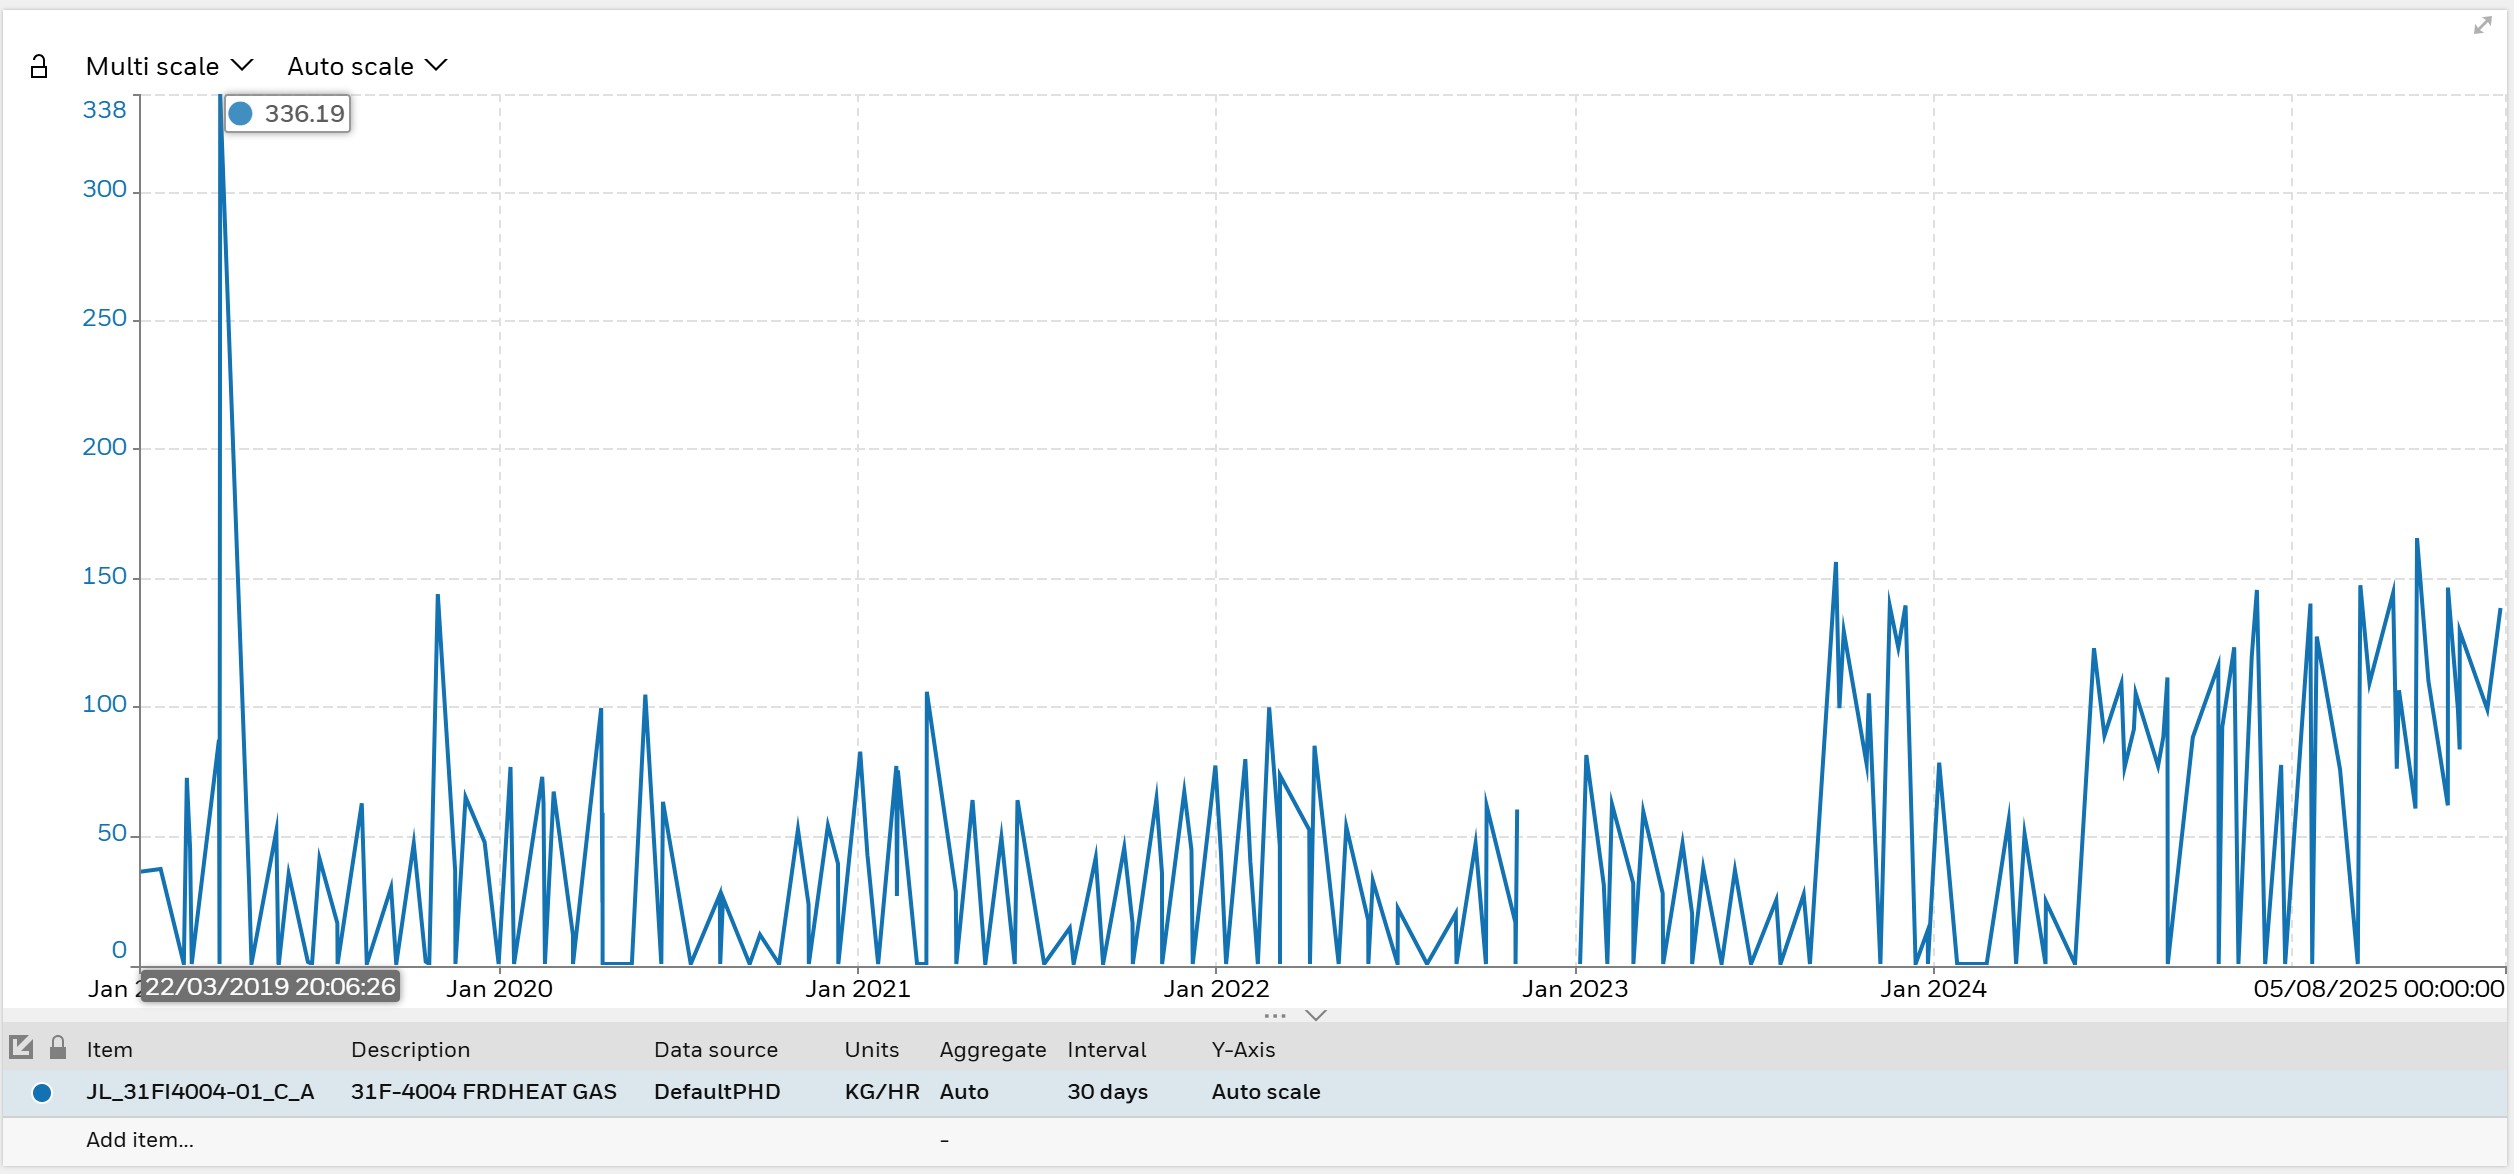 Multi scale Auto scale
338
336.19
300
250
200
150
100
50
0
Jan 2
22/03/2019 20:06:26
Jan 2020
Jan 2021
Jan 2022
Jan 2023
Jan 2024
05/08/2025 00:00:00
Item Description Data source Units Aggregate Interval Y-Axis
JL_31FI4004-01_C_A 31F-4004 FRDHEAT GAS DefaultPHD KG/HR Auto 30 days Auto scale
Add item... -